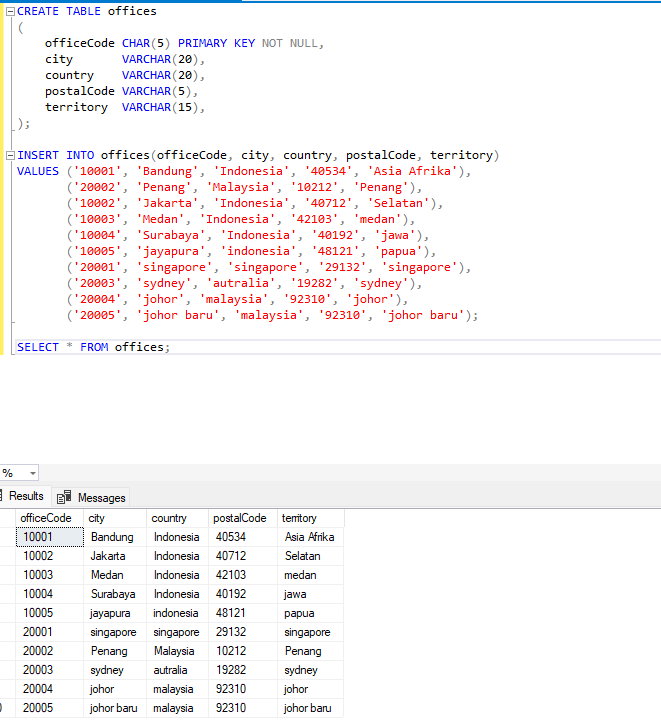 CREATE TABLE offices
(
officeCode CHAR(5) PRIMARY KEY NOT NULL,
city VARCHAR(20),
country VARCHAR(20),
postalCode VARCHAR(5),
territory VARCHAR(15),
);
INSERT INTO offices(officeCode, city, country, postalCode, territory)
VALUES ('10001', 'Bandung', 'Indonesia', '40534', 'Asia Afrika'),
('20002', 'Penang', 'Malaysia', '10212', 'Penang'),
('10002', 'Jakarta', 'Indonesia', '40712', 'Selatan'),
('10003', 'Medan', 'Indonesia', '42103', 'medan'),
('10004', 'Surabaya', 'Indonesia', '40192', 'jawa'),
('10005', 'jayapura', 'indonesia', '48121', 'papua'),
('20001', 'singapore', 'singapore', '29132', 'singapore'),
('20003', 'sydney', 'autralia', '19282', 'sydney'),
('20004', 'johor', 'malaysia', '92310', 'johor'),
('20005', 'johor baru', 'malaysia', '92310', 'johor baru');
SELECT * FROM offices;
%
Results Messages
officeCode city country postalCode territory
10001 Bandung Indonesia 40534 Asia Afrika
10002 Jakarta Indonesia 40712 Selatan
10003 Medan Indonesia 42103 medan
10004 Surabaya Indonesia 40192 jawa
10005 jayapura indonesia 48121 papua
20001 singapore singapore 29132 singapore
20002 Penang Malaysia 10212 Penang
20003 sydney autralia 19282 sydney
20004 johor malaysia 92310 johor
20005 johor baru malaysia 92310 johor baru